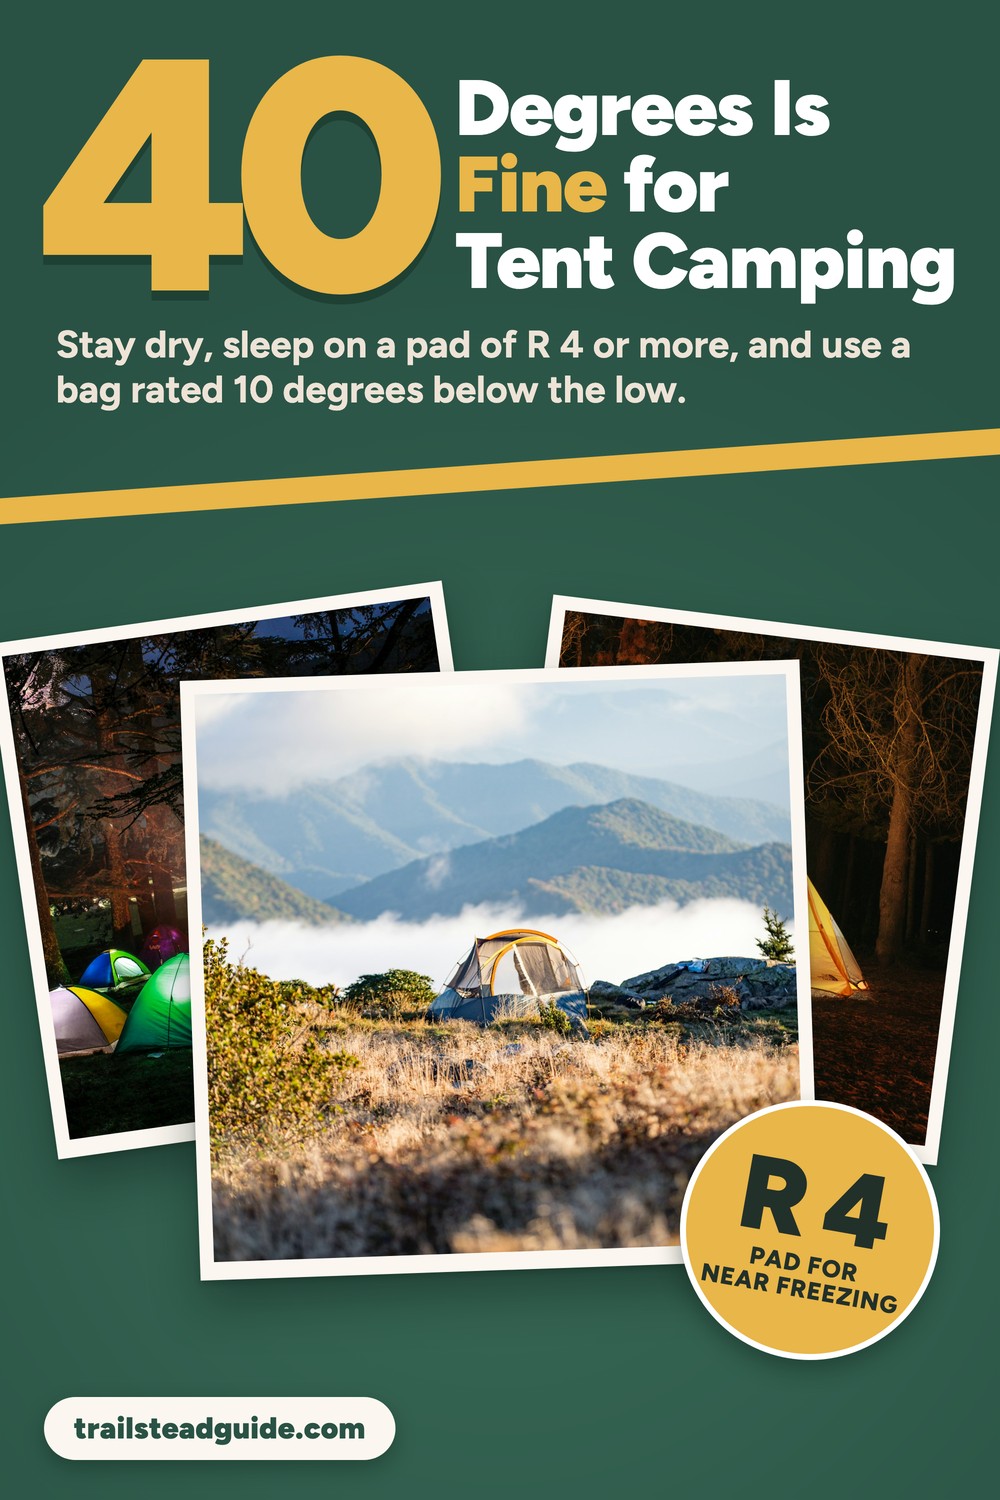 40
Degrees Is
Fine for
Tent Camping
Stay dry, sleep on a pad of R 4 or more, and use a
bag rated 10 degrees below the low.
R 4
PAD FOR
NEAR FREEZING
trailsteadguide.com